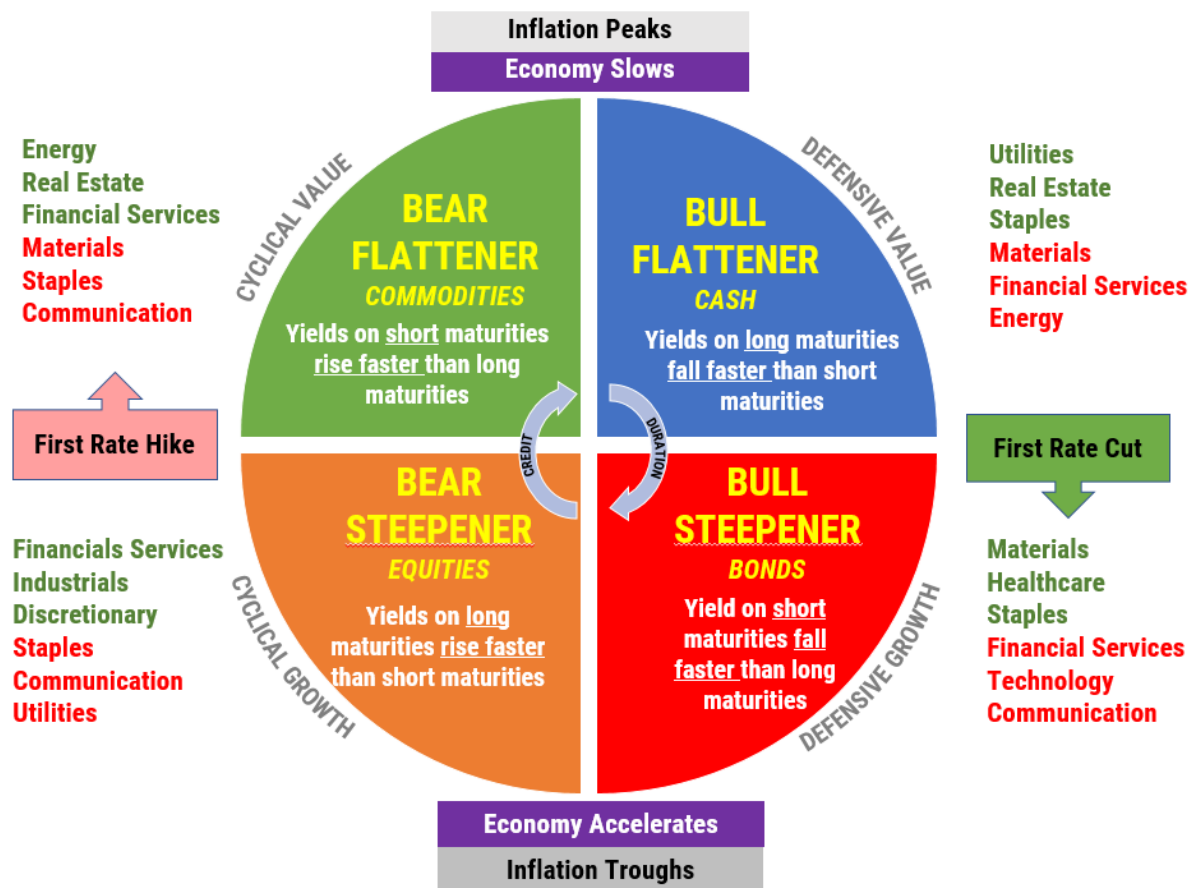 Inflation Peaks
Economy Slows
Energy
Real Estate
Financial Services
Materials
Staples
Communication
First Rate Hike
Financials Services
Industrials
Discretionary
Staples
Communication
Utilities
CYCLICAL VALUE
BEAR
FLATTENER
COMMODITIES
Yields on short maturities
rise faster than long
maturities
DEFENSIVE VALUE
BULL
FLATTENER
CASH
Yields on long maturities
fall faster than short
maturities
CREDIT
DURATION
CYCLICAL GROWTH
BEAR
STEEPENER
EQUITIES
Yields on long
maturities rise faster
than short maturities
DEFENSIVE GROWTH
BULL
STEEPENER
BONDS
Yield on short
maturities fall
faster than long
maturities
Utilities
Real Estate
Staples
Materials
Financial Services
Energy
First Rate Cut
Materials
Healthcare
Staples
Financial Services
Technology
Communication
Economy Accelerates
Inflation Troughs